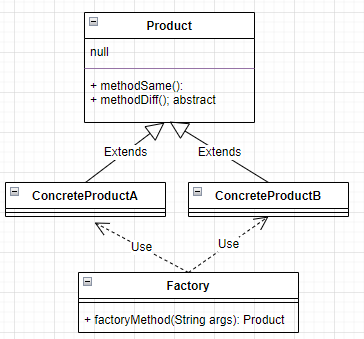 Product
null
+ methodSame():
+ methodDiff(); abstract
Extends
Extends
ConcreteProductA
ConcreteProductB
Use
Use
Factory
+ factoryMethod(String args): Product